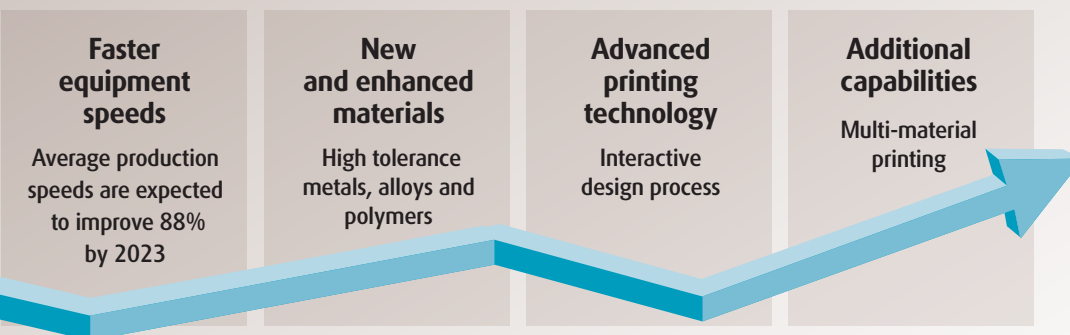 Faster
equipment
speeds
Average production
speeds are expected
to improve 88%
by 2023
New
and enhanced
materials
High tolerance
metals, alloys and
polymers
Advanced
printing
technology
Interactive
design process
Additional
capabilities
Multi-material
printing